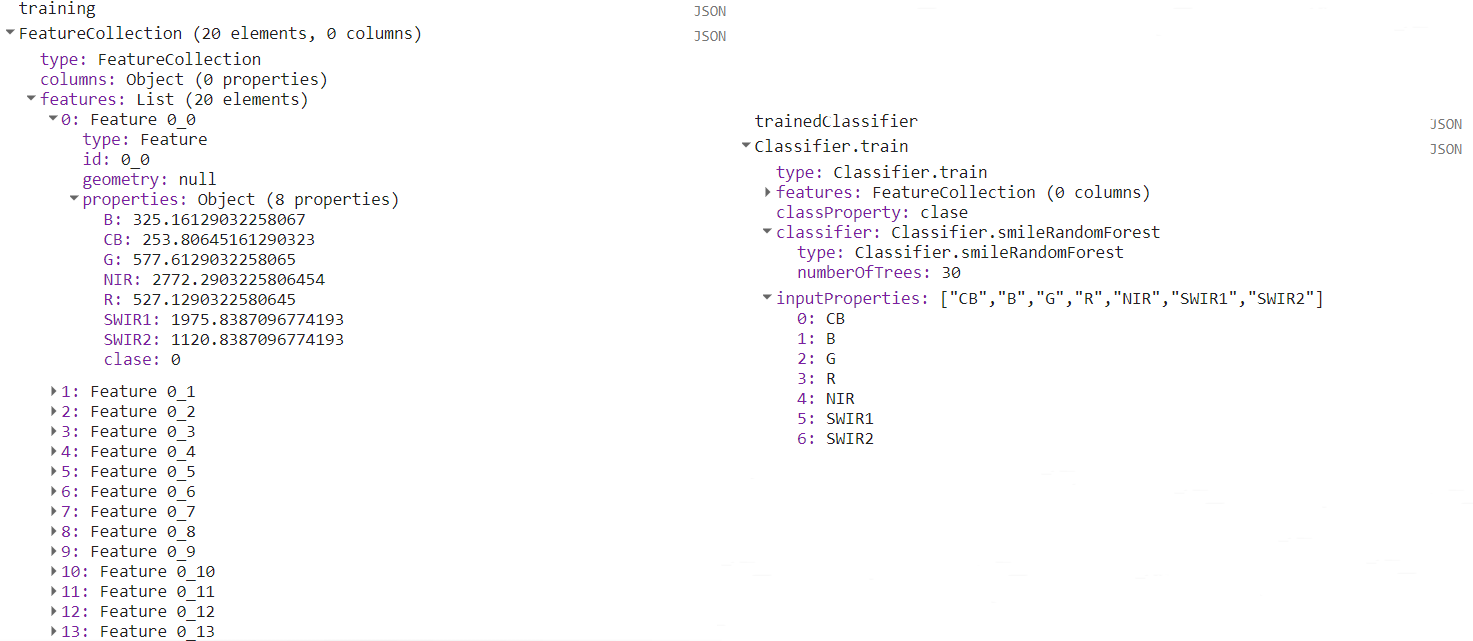 training JSON
FeatureCollection (20 elements, 0 columns) JSON
type: FeatureCollection
columns: Object (0 properties)
features: List (20 elements)
0: Feature 0_0
type: Feature
id: 0_0
geometry: null
properties: Object (8 properties)
B: 325.16129032258067
CB: 253.80645161290323
G: 577.6129032258065
NIR: 2772.2903225806454
R: 527.1290322580645
SWIR1: 1975.8387096774193
SWIR2: 1120.8387096774193
clase: 0
1: Feature 0_1
2: Feature 0_2
3: Feature 0_3
4: Feature 0_4
5: Feature 0_5
6: Feature 0_6
7: Feature 0_7
8: Feature 0_8
9: Feature 0_9
10: Feature 0_10
11: Feature 0_11
12: Feature 0_12
13: Feature 0_13
trainedClassifier JSON
Classifier.train JSON
type: Classifier.train
features: FeatureCollection (0 columns)
classProperty: clase
classifier: Classifier.smileRandomForest
type: Classifier.smileRandomForest
numberOfTrees: 30
inputProperties: ["CB","B","G","R","NIR","SWIR1","SWIR2"]
0: CB
1: B
2: G
3: R
4: NIR
5: SWIR1
6: SWIR2